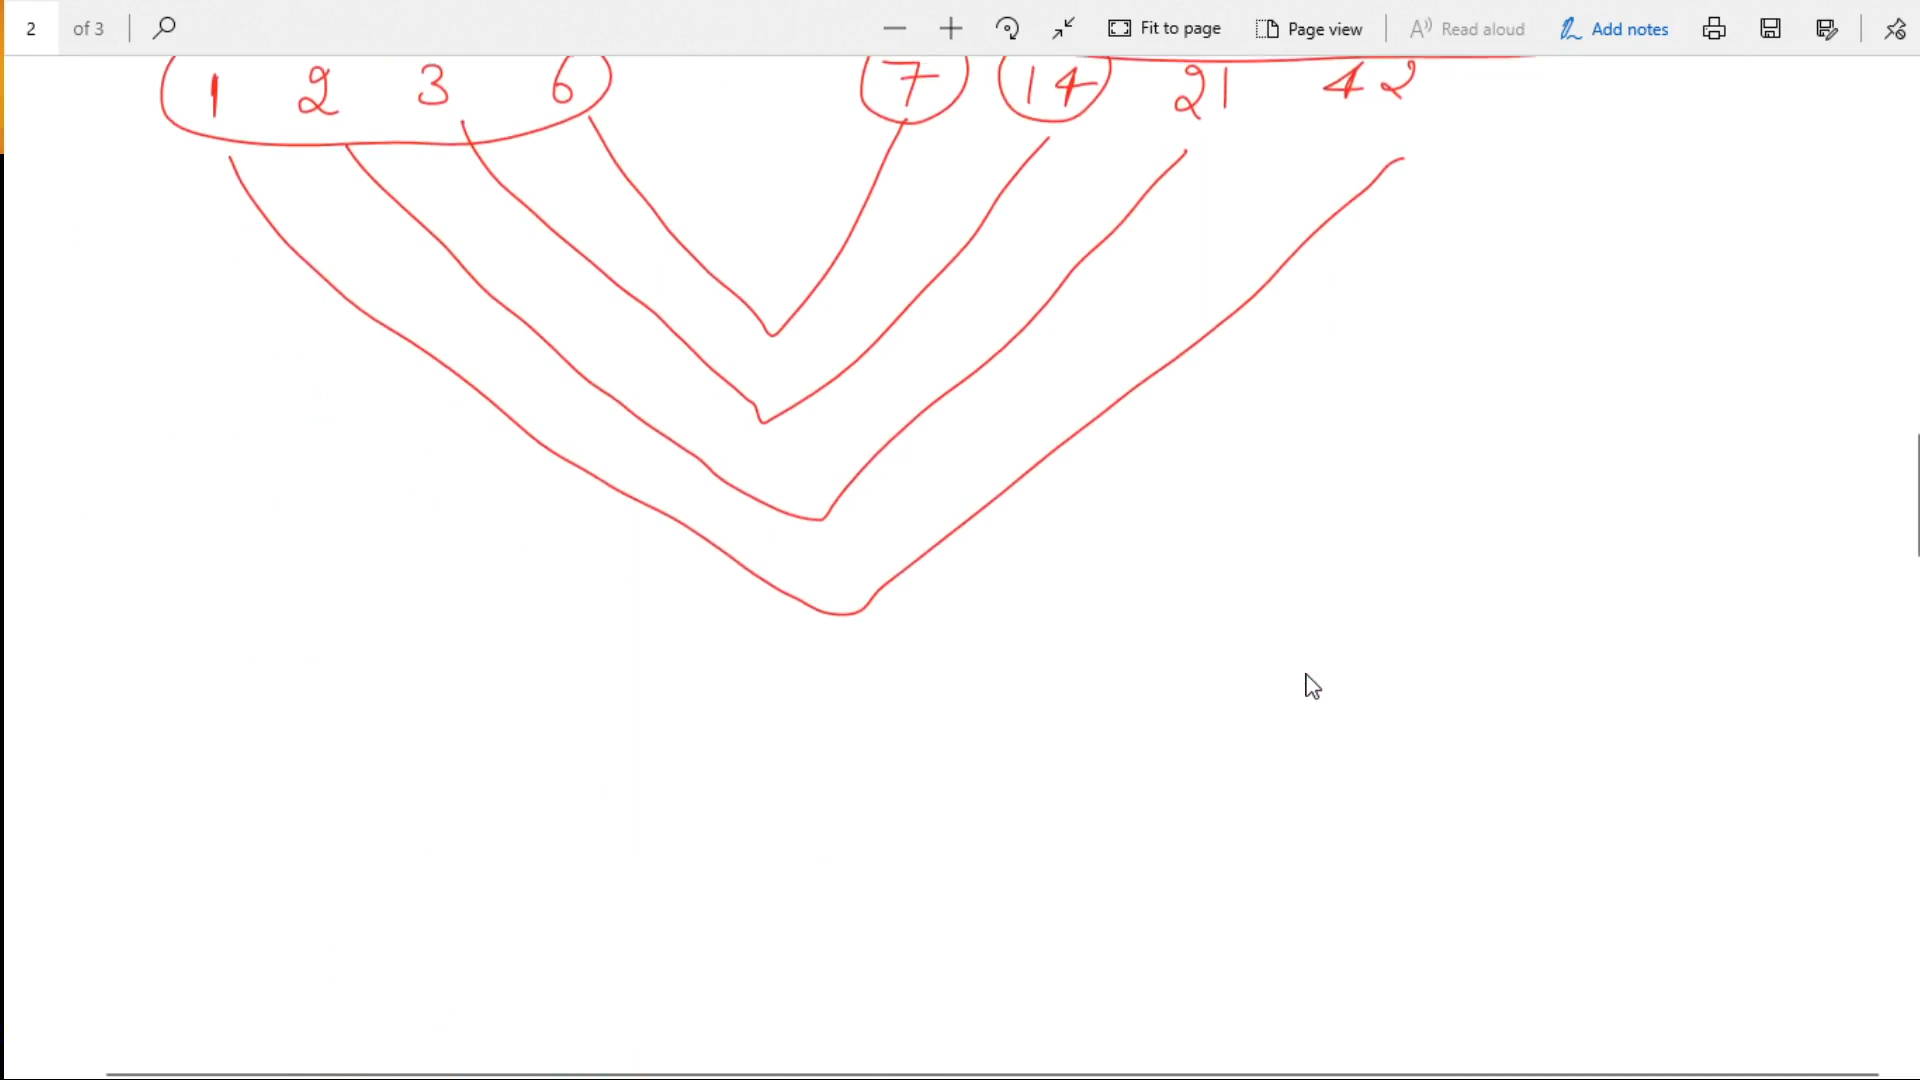 2 of 3 Fit to page Page view Read aloud Add notes
1 2 3 6 7 14 21 42